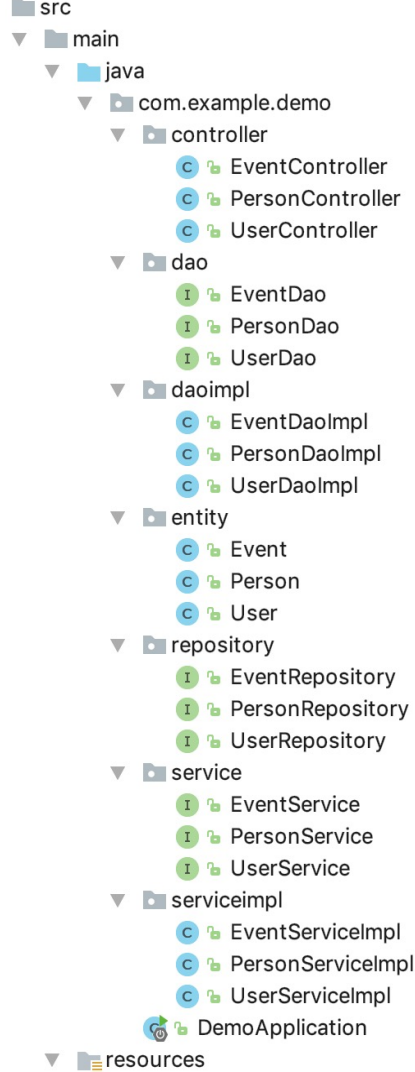 src
main
java
com.example.demo
controller
C EventController
C PersonController
C UserController
dao
I EventDao
I PersonDao
I UserDao
daoimpl
C EventDaoImpl
C PersonDaoImpl
C UserDaoImpl
entity
C Event
C Person
C User
repository
I EventRepository
I PersonRepository
I UserRepository
service
I EventService
I PersonService
I UserService
serviceimpl
C EventServiceImpl
C PersonServiceImpl
C UserServiceImpl
C DemoApplication
resources